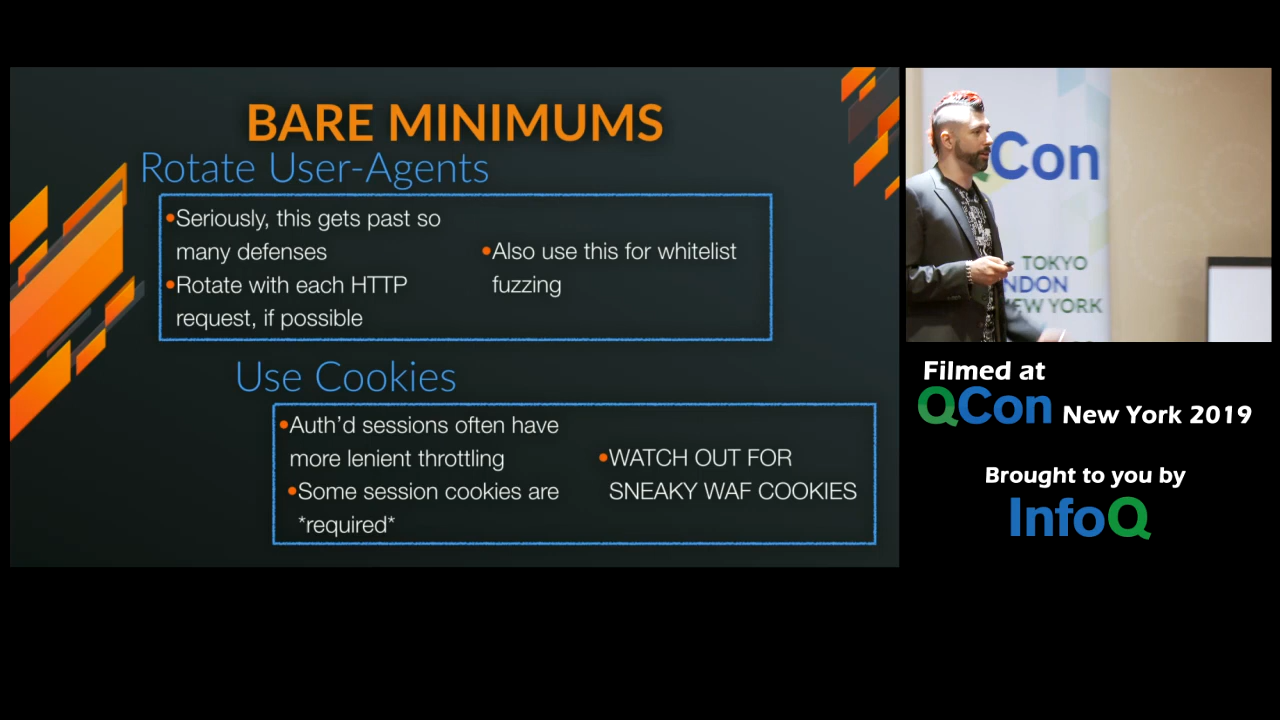 BARE MINIMUMS
Rotate User-Agents
•Seriously, this gets past so
many defenses
•Rotate with each HTTP
request, if possible
•Also use this for whitelist
fuzzing
Use Cookies
•Auth’d sessions often have
more lenient throttling
•Some session cookies are
*required*
•WATCH OUT FOR
SNEAKY WAF COOKIES
Con
TOKYO
NDON
NEW YORK
Filmed at
QCon New York 2019
Brought to you by
InfoQ